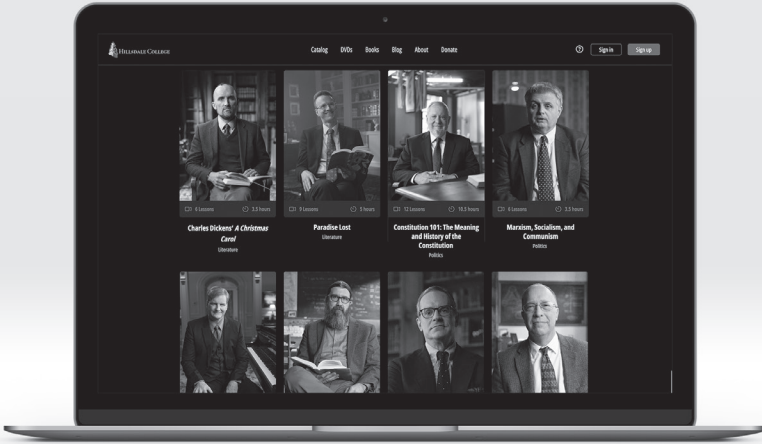 HILLSDALE COLLEGE
Catalog DVDs Books Blog About Donate
Sign in Sign up
6 Lessons 3.5 hours
9 Lessons 5 hours
12 Lessons 10.5 hours
6 Lessons 3.5 hours
Charles Dickens' A Christmas
Carol
Literature
Paradise Lost
Literature
Constitution 101: The Meaning
and History of the
Constitution
Politics
Marxism, Socialism, and
Communism
Politics